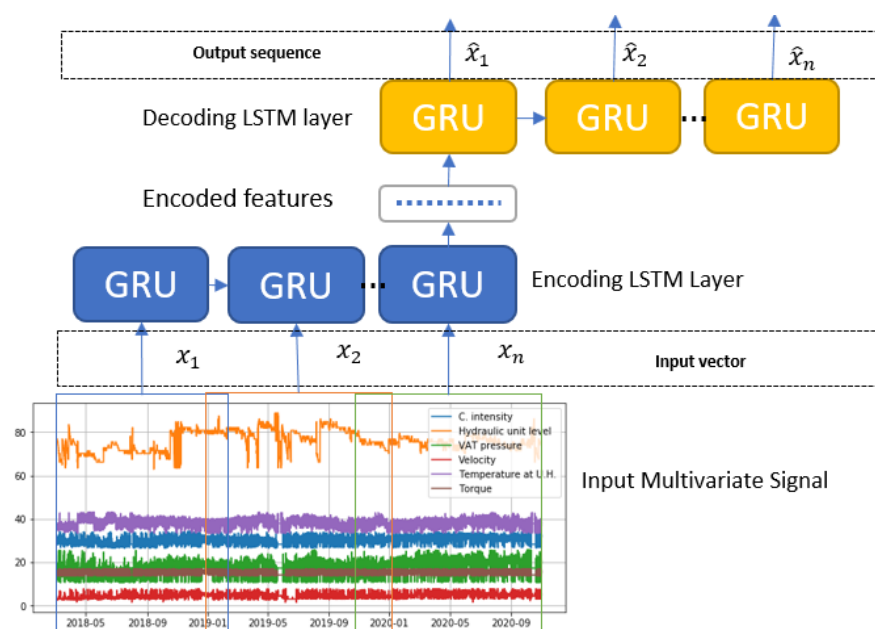 Output sequence
x̂₁ x̂₂ x̂ₙ
Decoding LSTM layer
GRU GRU ... GRU
Encoded features
GRU GRU ... GRU
Encoding LSTM Layer
x₁ x₂ xₙ
Input vector
C. intensity
Hydraulic unit level
VAT pressure
Velocity
Temperature at U.H.
Torque
80
60
40
20
0
2018-05 2018-09 2019-01 2019-05 2019-09 2020-01 2020-05 2020-09
Input Multivariate Signal